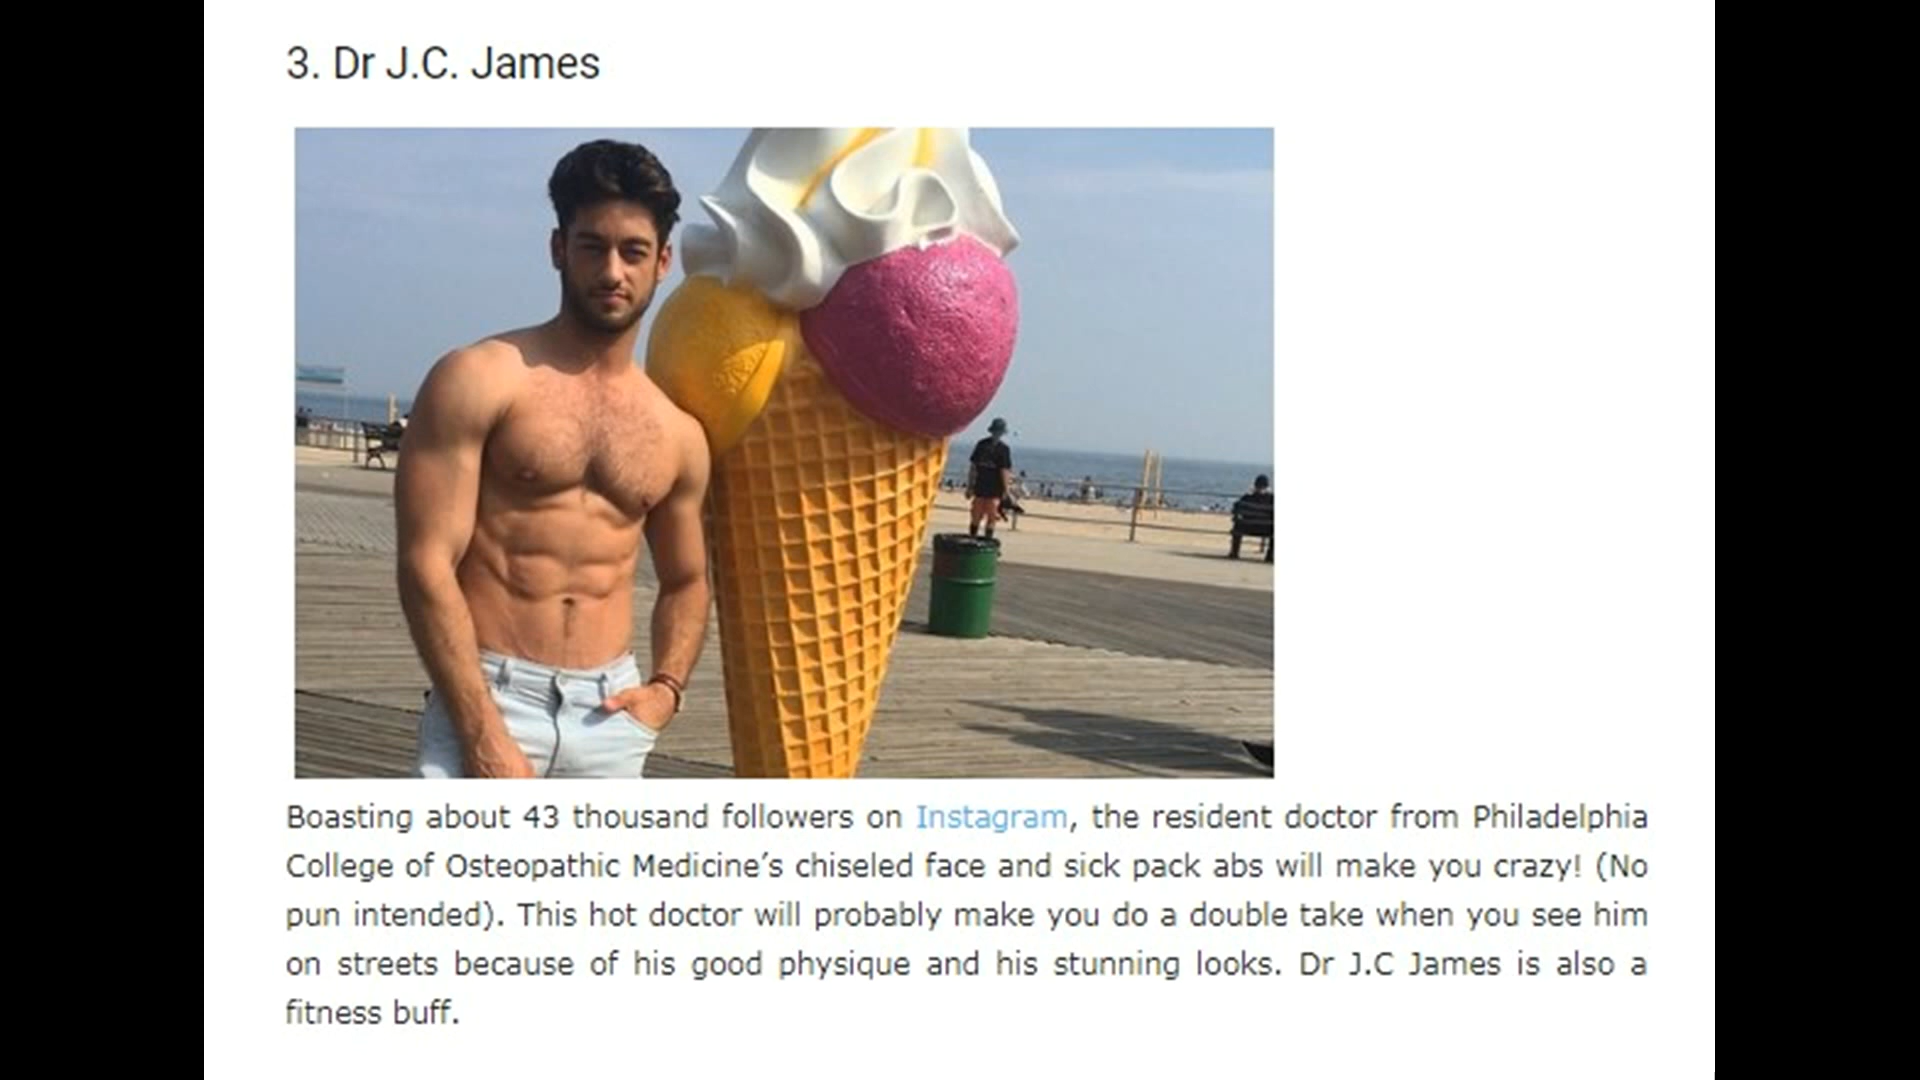 3. Dr J.C. James
Boasting about 43 thousand followers on Instagram, the resident doctor from Philadelphia
College of Osteopathic Medicine’s chiseled face and sick pack abs will make you crazy! (No
pun intended). This hot doctor will probably make you do a double take when you see him
on streets because of his good physique and his stunning looks. Dr J.C James is also a
fitness buff.